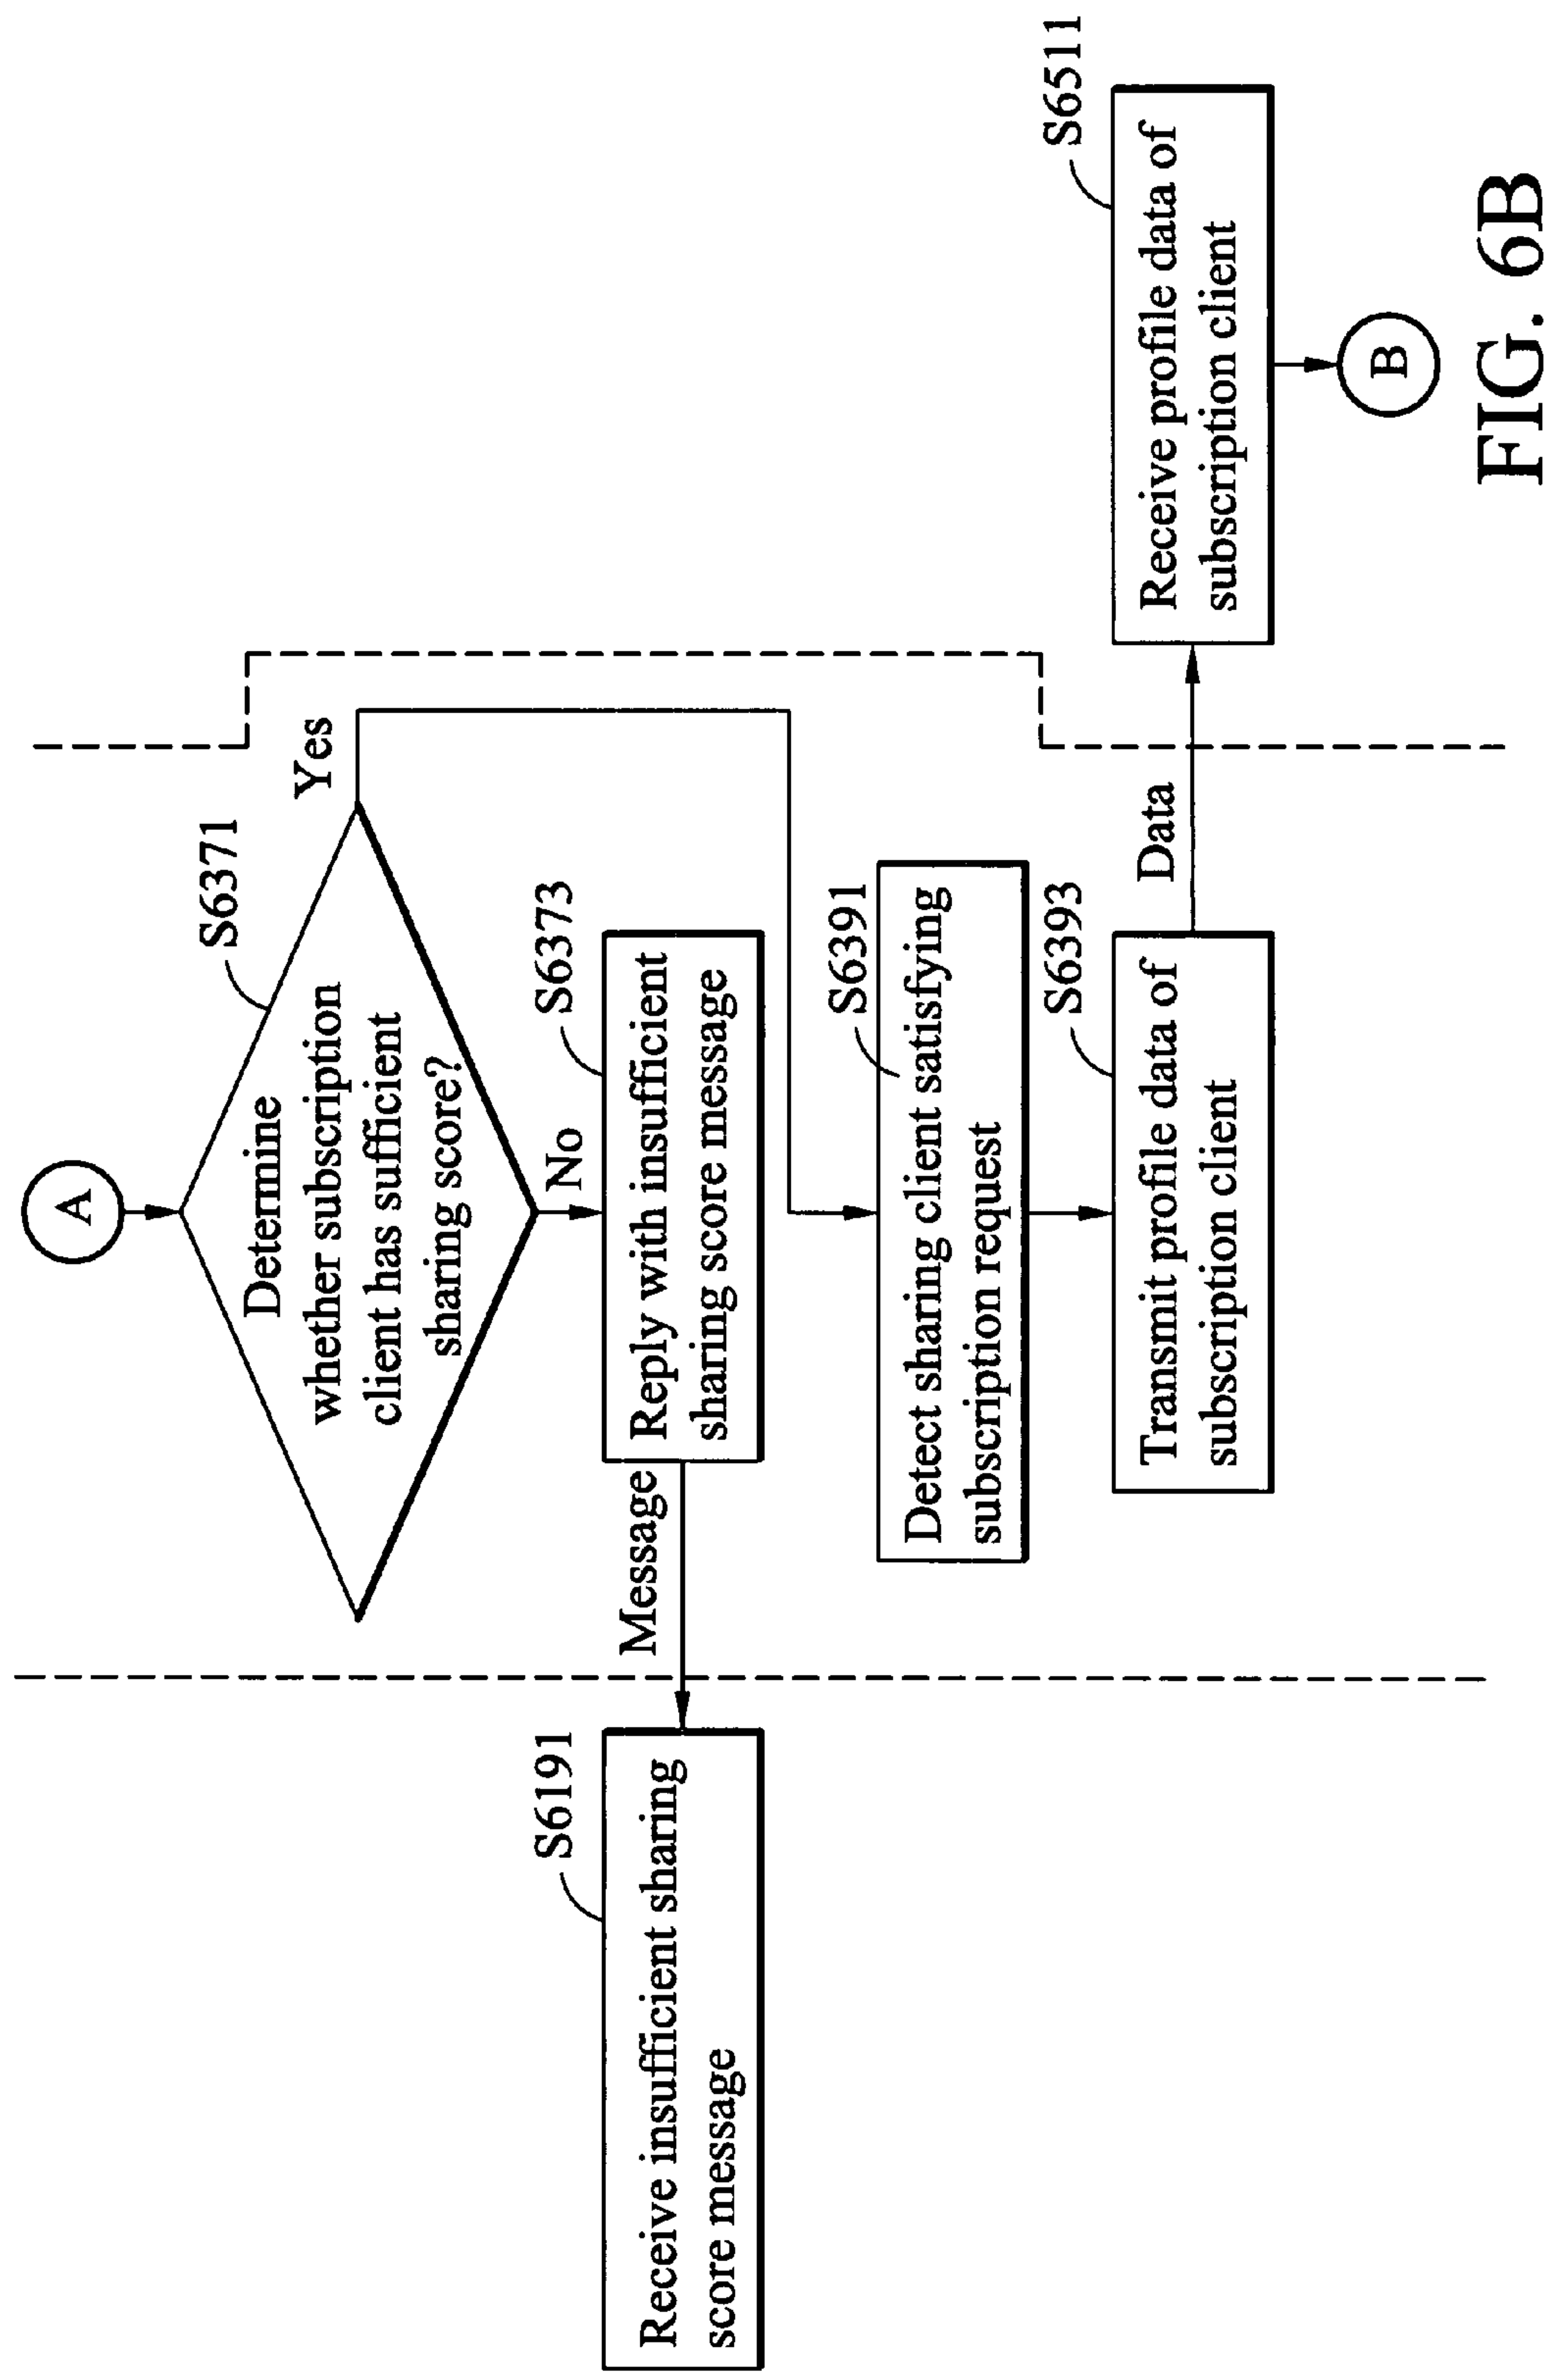 A
Determine
whether subscription
client has sufficient
sharing score?
S6371
Yes
No
S6373
Reply with insufficient
sharing score message
Message
S6191
Receive insufficient sharing
score message
S6391
Detect sharing client satisfying
subscription request
S6393
Transmit profile data of
subscription client
Data
S6511
Receive profile data of
subscription client
B
FIG. 6B